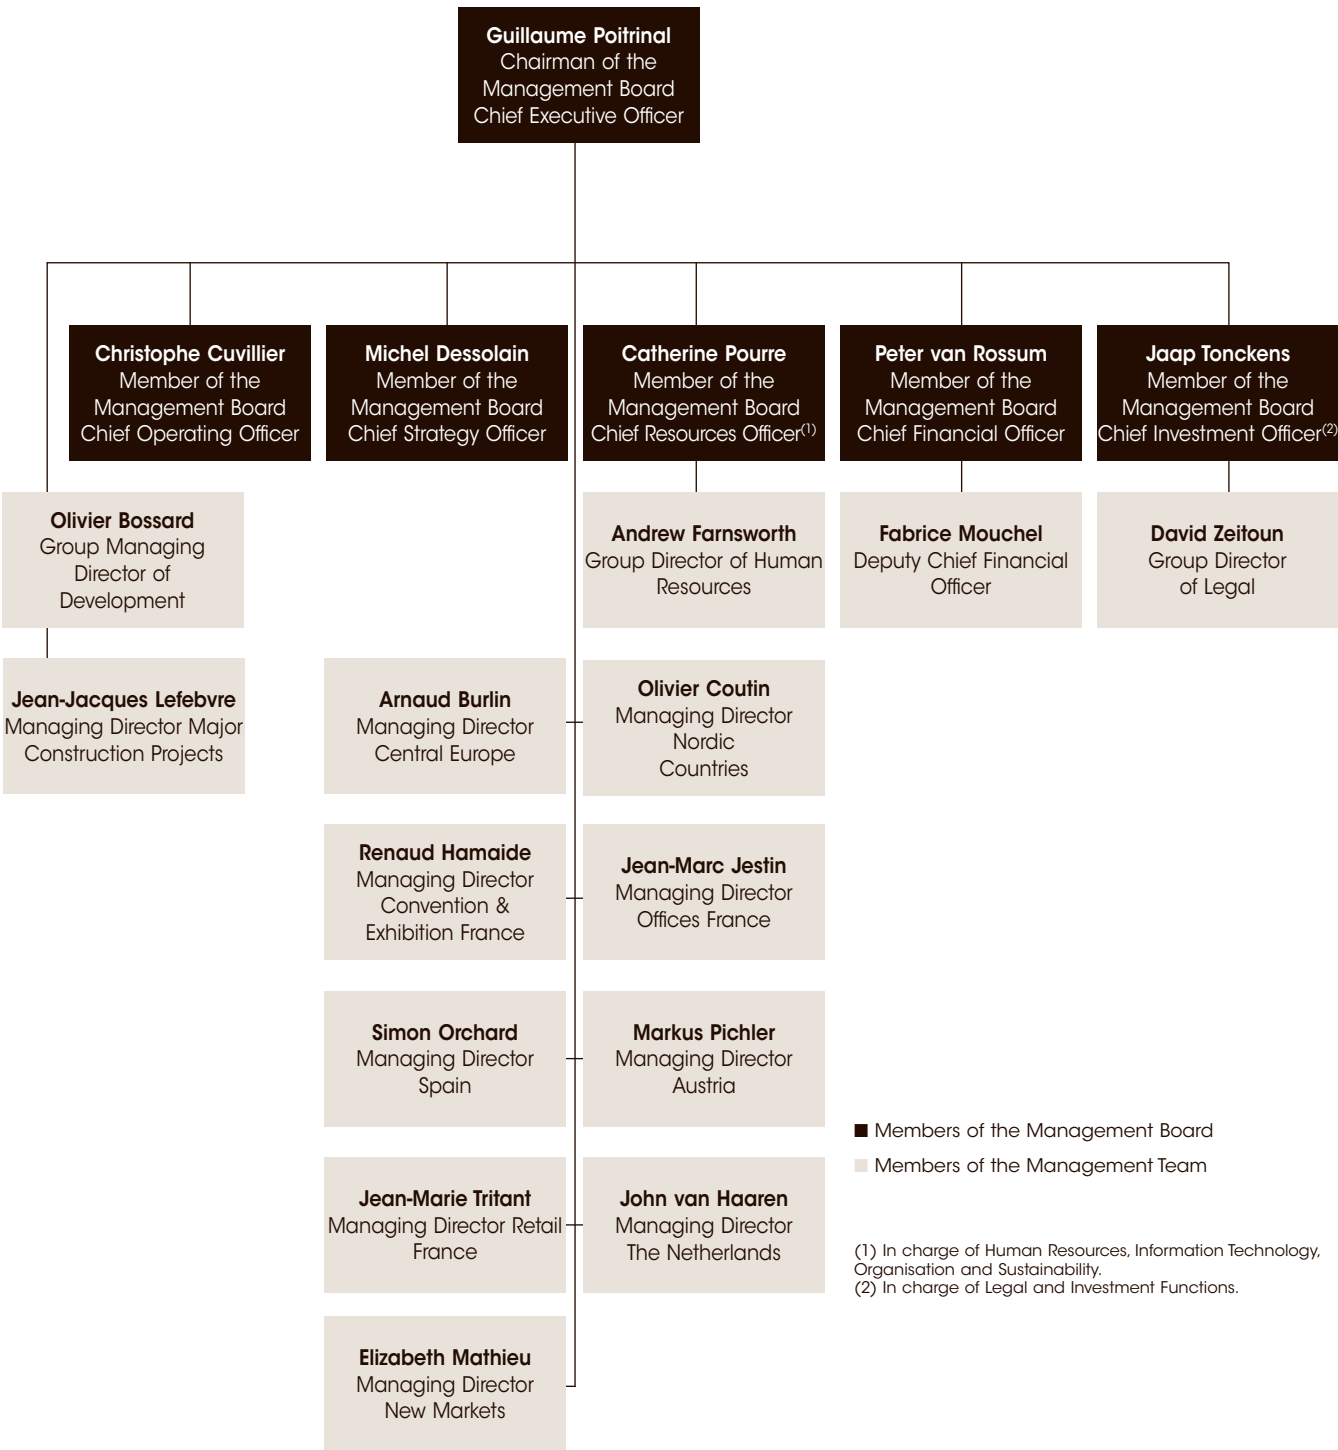 Guillaume Poitrinal
Chairman of the
Management Board
Chief Executive Officer
Christophe Cuvillier
Member of the
Management Board
Chief Operating Officer
Michel Dessolain
Member of the
Management Board
Chief Strategy Officer
Catherine Pourre
Member of the
Management Board
Chief Resources Officer(1)
Peter van Rossum
Member of the
Management Board
Chief Financial Officer
Jaap Tonckens
Member of the
Management Board
Chief Investment Officer(2)
Olivier Bossard
Group Managing
Director of
Development
Andrew Farnsworth
Group Director of Human
Resources
Fabrice Mouchel
Deputy Chief Financial
Officer
David Zeitoun
Group Director
of Legal
Jean-Jacques Lefebvre
Managing Director Major
Construction Projects
Arnaud Burlin
Managing Director
Central Europe
Olivier Coutin
Managing Director
Nordic
Countries
Renaud Hamaide
Managing Director
Convention &
Exhibition France
Jean-Marc Jestin
Managing Director
Offices France
Simon Orchard
Managing Director
Spain
Markus Pichler
Managing Director
Austria
Jean-Marie Tritant
Managing Director Retail
France
John van Haaren
Managing Director
The Netherlands
Elizabeth Mathieu
Managing Director
New Markets
Members of the Management Board
Members of the Management Team
(1) In charge of Human Resources, Information Technology,
Organisation and Sustainability.
(2) In charge of Legal and Investment Functions.